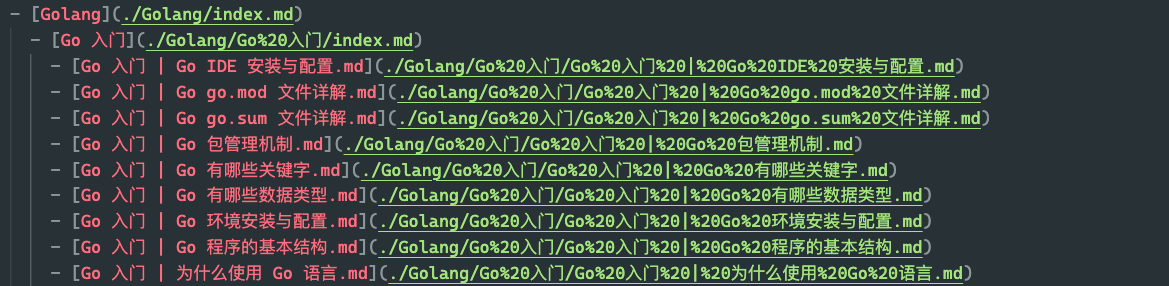 - [Golang](./Golang/index.md)
- [Go 入门](./Golang/Go%20入门/index.md)
- [Go 入门 | Go IDE 安装与配置.md](./Golang/Go%20入门/Go%20入门%20|%20Go%20IDE%20安装与配置.md)
- [Go 入门 | Go go.mod 文件详解.md](./Golang/Go%20入门/Go%20入门%20|%20Go%20go.mod%20文件详解.md)
- [Go 入门 | Go go.sum 文件详解.md](./Golang/Go%20入门/Go%20入门%20|%20Go%20go.sum%20文件详解.md)
- [Go 入门 | Go 包管理机制.md](./Golang/Go%20入门/Go%20入门%20|%20Go%20包管理机制.md)
- [Go 入门 | Go 有哪些关键字.md](./Golang/Go%20入门/Go%20入门%20|%20Go%20有哪些关键字.md)
- [Go 入门 | Go 有哪些数据类型.md](./Golang/Go%20入门/Go%20入门%20|%20Go%20有哪些数据类型.md)
- [Go 入门 | Go 环境安装与配置.md](./Golang/Go%20入门/Go%20入门%20|%20Go%20环境安装与配置.md)
- [Go 入门 | Go 程序的基本结构.md](./Golang/Go%20入门/Go%20入门%20|%20Go%20程序的基本结构.md)
- [Go 入门 | 为什么使用 Go 语言.md](./Golang/Go%20入门/Go%20入门%20|%20为什么使用%20Go%20语言.md)